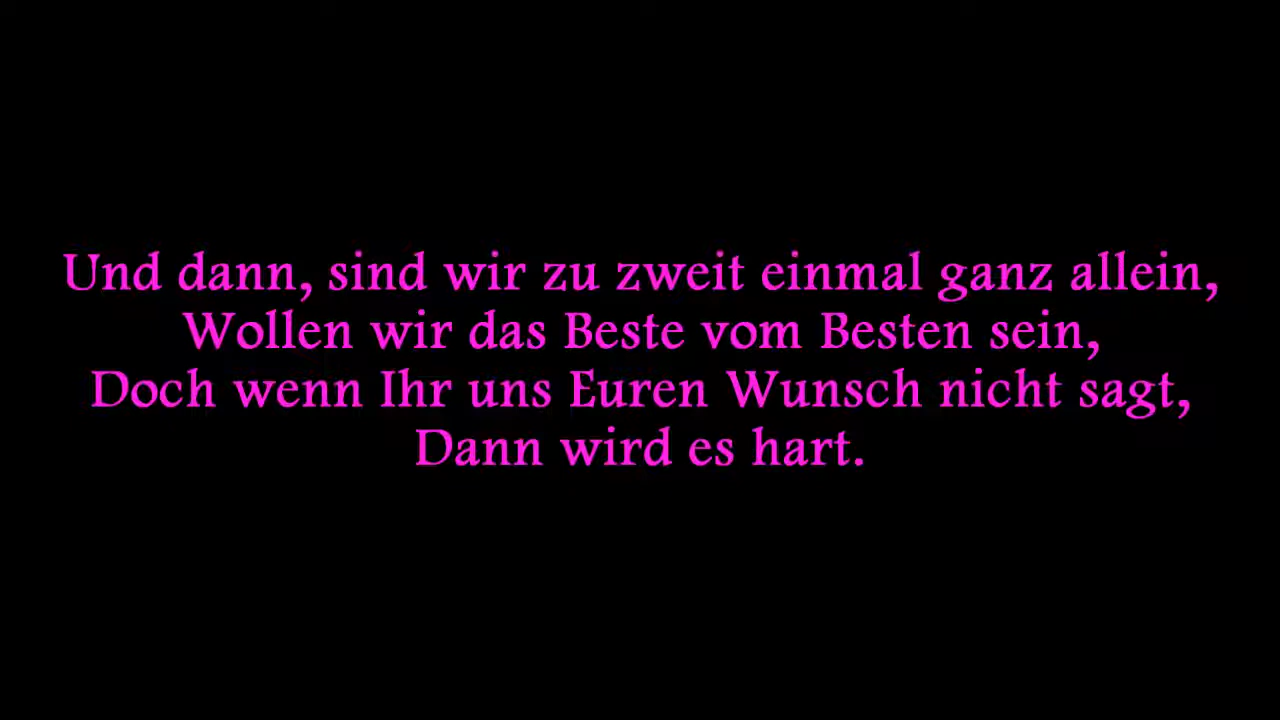 Und dann, sind wir zu zweit einmal ganz allein,
Wollen wir das Beste vom Besten sein,
Doch wenn Ihr uns Euren Wunsch nicht sagt,
Dann wird es hart.